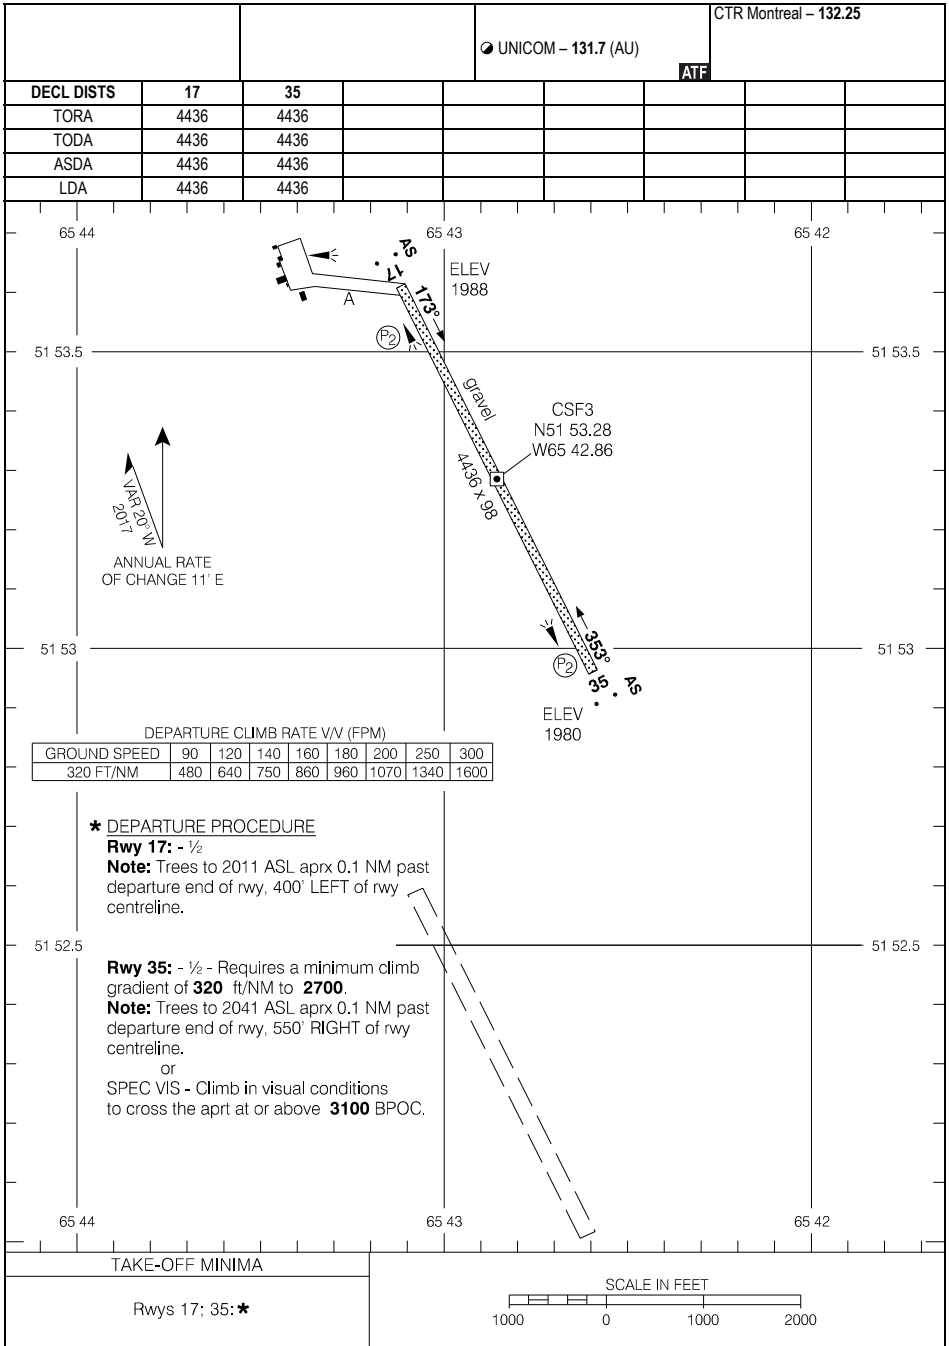 CTR Montreal – 132.25
UNICOM – 131.7 (AU)
ATF
DECL DISTS 17 35
TORA 4436 4436
TODA 4436 4436
ASDA 4436 4436
LDA 4436 4436
65 44 65 43 65 42
AS
17
ELEV
1988
173°
A
P2
51 53.5 51 53.5
gravel
CSF3
N51 53.28
W65 42.86
4436 x 98
VAR 20° W
2017
ANNUAL RATE
OF CHANGE 11' E
353°
51 53 51 53
P2
35
AS
ELEV
1980
DEPARTURE CLIMB RATE V/V (FPM)
GROUND SPEED 90 120 140 160 180 200 250 300
320 FT/NM 480 640 750 860 960 1070 1340 1600
* DEPARTURE PROCEDURE
Rwy 17: - ½
Note: Trees to 2011 ASL aprx 0.1 NM past
departure end of rwy, 400' LEFT of rwy
centreline.
51 52.5 51 52.5
Rwy 35: - ½ - Requires a minimum climb
gradient of 320 ft/NM to 2700.
Note: Trees to 2041 ASL aprx 0.1 NM past
departure end of rwy, 550' RIGHT of rwy
centreline.
or
SPEC VIS - Climb in visual conditions
to cross the aprt at or above 3100 BPOC.
65 44 65 43 65 42
TAKE-OFF MINIMA
Rwys 17; 35: *
SCALE IN FEET
1000 0 1000 2000